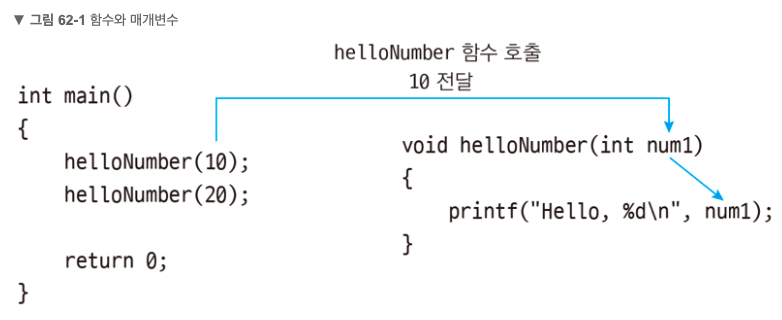 ▼ 그림 62-1 함수와 매개변수
helloNumber 함수 호출
10 전달
int main()
{
helloNumber(10);
helloNumber(20);
return 0;
}
void helloNumber(int num1)
{
printf("Hello, %d\n", num1);
}